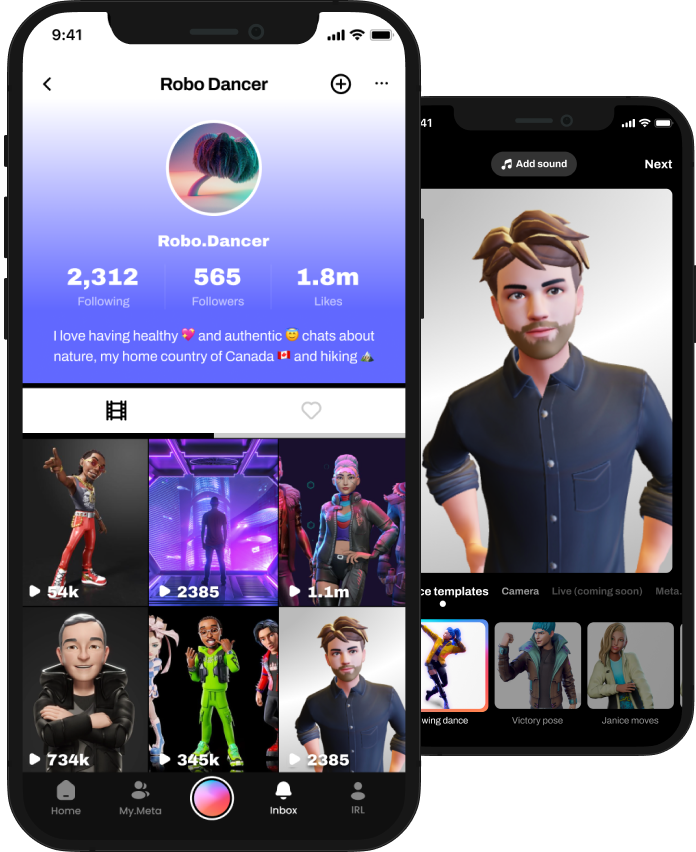 9:41
Robo Dancer
Robo.Dancer
2,312 565 1.8m
Following Followers Likes
I love having healthy 💖 and authentic 😇 chats about
nature, my home country of Canada 🇨🇦 and hiking 🏔️
54k 2385 1.1m
734k 345k 2385
Home My.Meta Inbox IRL
41
Add sound Next
ce templates Camera Live (coming soon) Meta.
wing dance Victory pose Janice moves